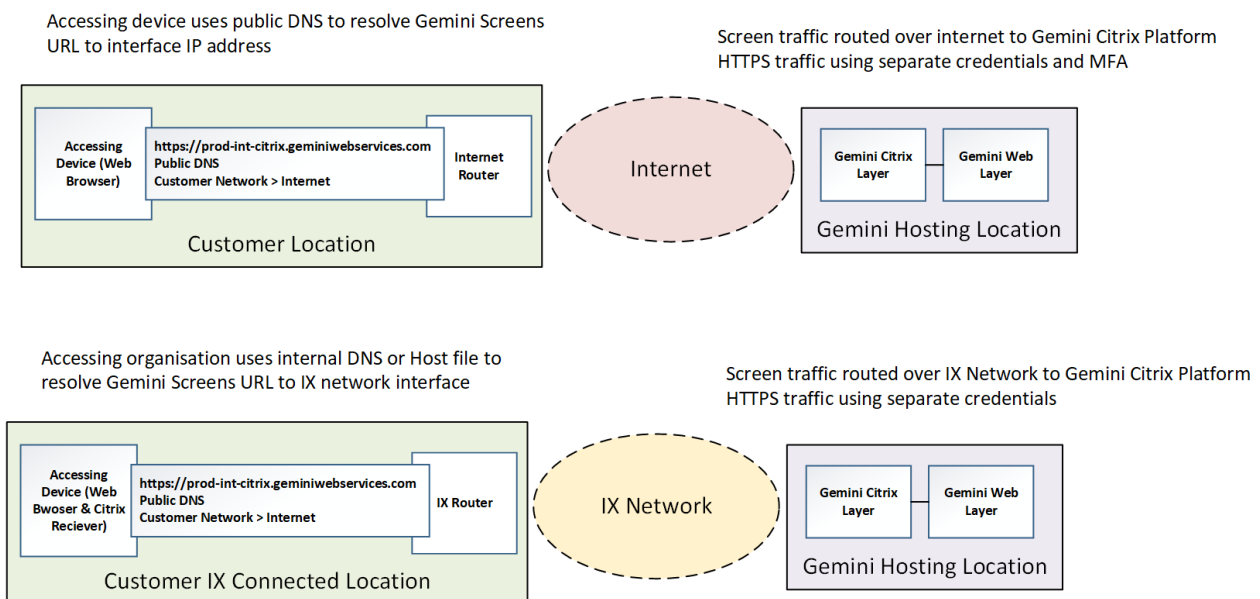 Accessing device uses public DNS to resolve Gemini Screens
URL to interface IP address
Screen traffic routed over internet to Gemini Citrix Platform
HTTPS traffic using separate credentials and MFA
Accessing
Device (Web
Browser)
https://prod-int-citrix.geminiwebservices.com
Public DNS
Customer Network > Internet
Internet
Router
Customer Location
Internet
Gemini Citrix
Layer
Gemini Web
Layer
Gemini Hosting Location
Accessing organisation uses internal DNS or Host file to
resolve Gemini Screens URL to IX network interface
Screen traffic routed over IX Network to Gemini Citrix Platform
HTTPS traffic using separate credentials
Accessing
Device (Web
Bwoser & Citrix
Reciever)
https://prod-int-citrix.geminiwebservices.com
Public DNS
Customer Network > Internet
IX Router
Customer IX Connected Location
IX Network
Gemini Citrix
Layer
Gemini Web
Layer
Gemini Hosting Location